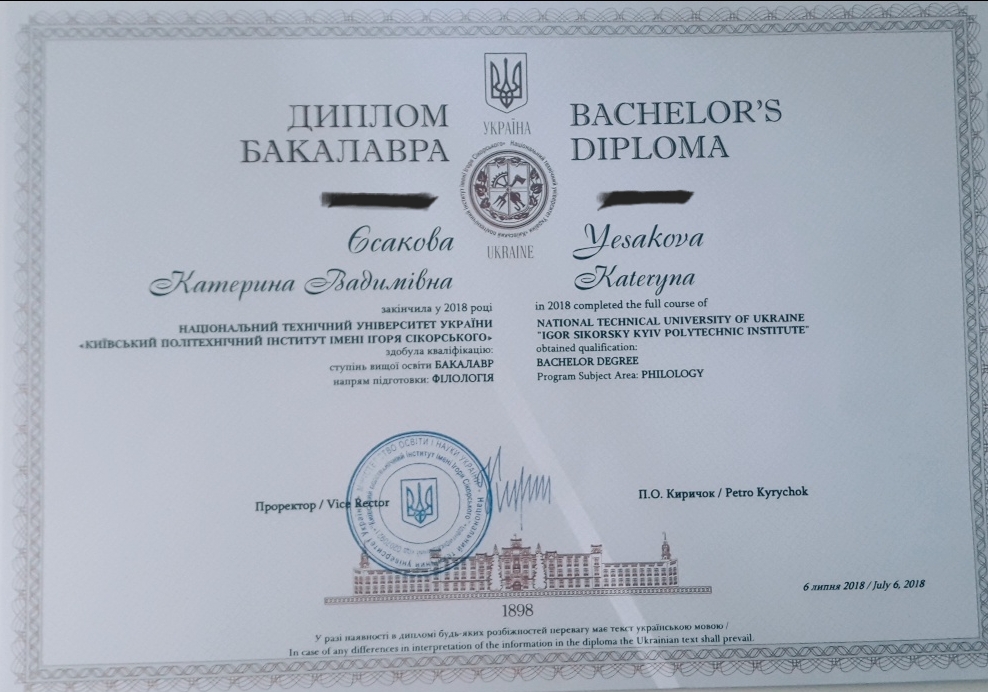 УКРАЇНА
ДИПЛОМ
БАКАЛАВРА
Єсакова
Катерина Вадимівна
закінчила у 2018 році
НАЦІОНАЛЬНИЙ ТЕХНІЧНИЙ УНІВЕРСИТЕТ УКРАЇНИ
«КИЇВСЬКИЙ ПОЛІТЕХНІЧНИЙ ІНСТИТУТ ІМЕНІ ІГОРЯ СІКОРСЬКОГО»
здобула кваліфікацію:
ступінь вищої освіти БАКАЛАВР
напрям підготовки: ФІЛОЛОГІЯ
BACHELOR'S
DIPLOMA
UKRAINE
Yesakova
Kateryna
in 2018 completed the full course of
NATIONAL TECHNICAL UNIVERSITY OF UKRAINE
"IGOR SIKORSKY KYIV POLYTECHNIC INSTITUTE"
obtained qualification:
BACHELOR DEGREE
Program Subject Area: PHILOLOGY
Проректор / Vice Rector
П.О. Киричок / Petro Kyrychok
6 липня 2018 / July 6, 2018
1898
У разі наявності в дипломі будь-яких розбіжностей перевагу має текст українською мовою /
In case of any differences in interpretation of the information in the diploma the Ukrainian text shall prevail.